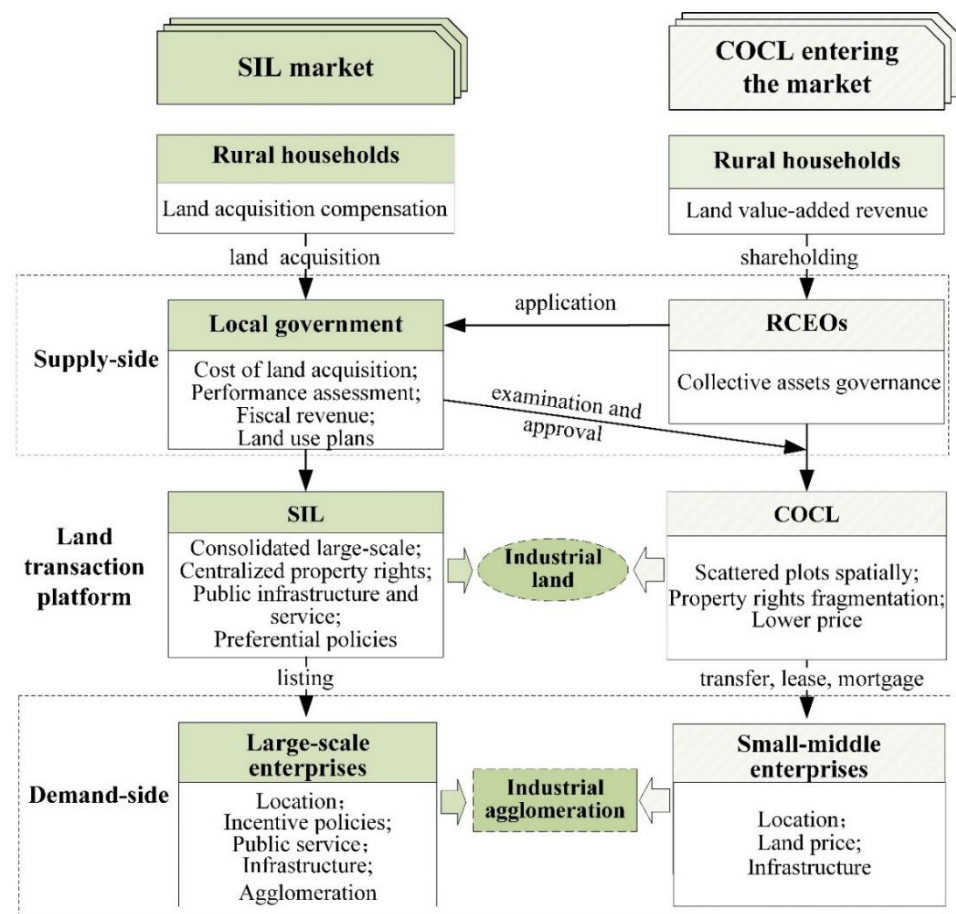 SIL market
COCL entering
the market
Rural households
Land acquisition compensation
Rural households
Land value-added revenue
land acquisition
shareholding
Supply-side
Local government
Cost of land acquisition;
Performance assessment;
Fiscal revenue;
Land use plans
application
RCEOs
Collective assets governance
examination and
approval
Land
transaction
platform
SIL
Consolidated large-scale;
Centralized property rights;
Public infrastructure and
service;
Preferential policies
Industrial
land
COCL
Scattered plots spatially;
Property rights fragmentation;
Lower price
listing
transfer, lease, mortgage
Demand-side
Large-scale
enterprises
Location;
Incentive policies;
Public service;
Infrastructure;
Agglomeration
Industrial
agglomeration
Small-middle
enterprises
Location;
Land price;
Infrastructure